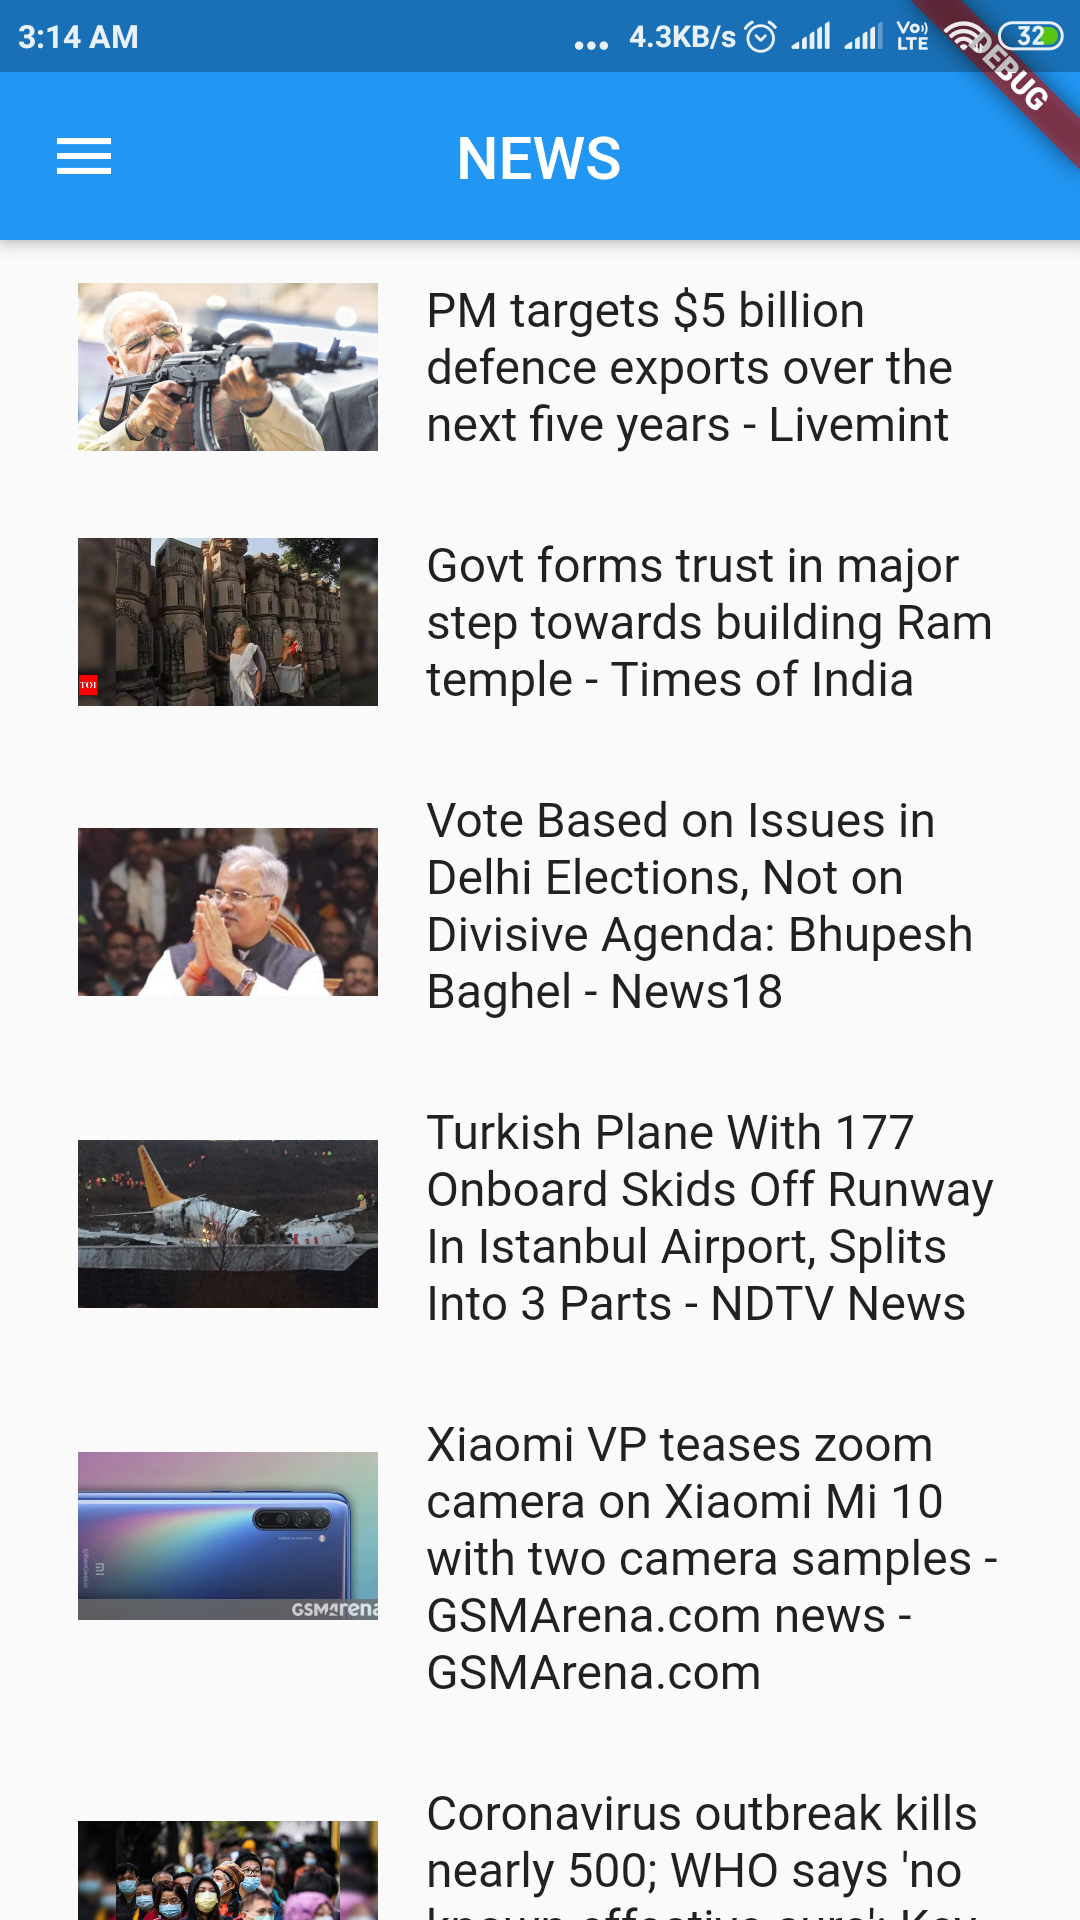 3:14 AM ... 4.3KB/s Vo)) LTE 32
DEBUG
NEWS
PM targets $5 billion
defence exports over the
next five years - Livemint
TOI
Govt forms trust in major
step towards building Ram
temple - Times of India
Vote Based on Issues in
Delhi Elections, Not on
Divisive Agenda: Bhupesh
Baghel - News18
Turkish Plane With 177
Onboard Skids Off Runway
In Istanbul Airport, Splits
Into 3 Parts - NDTV News
GSMArena
Xiaomi VP teases zoom
camera on Xiaomi Mi 10
with two camera samples -
GSMArena.com news -
GSMArena.com
Coronavirus outbreak kills
nearly 500; WHO says 'no
known effective cure': Key